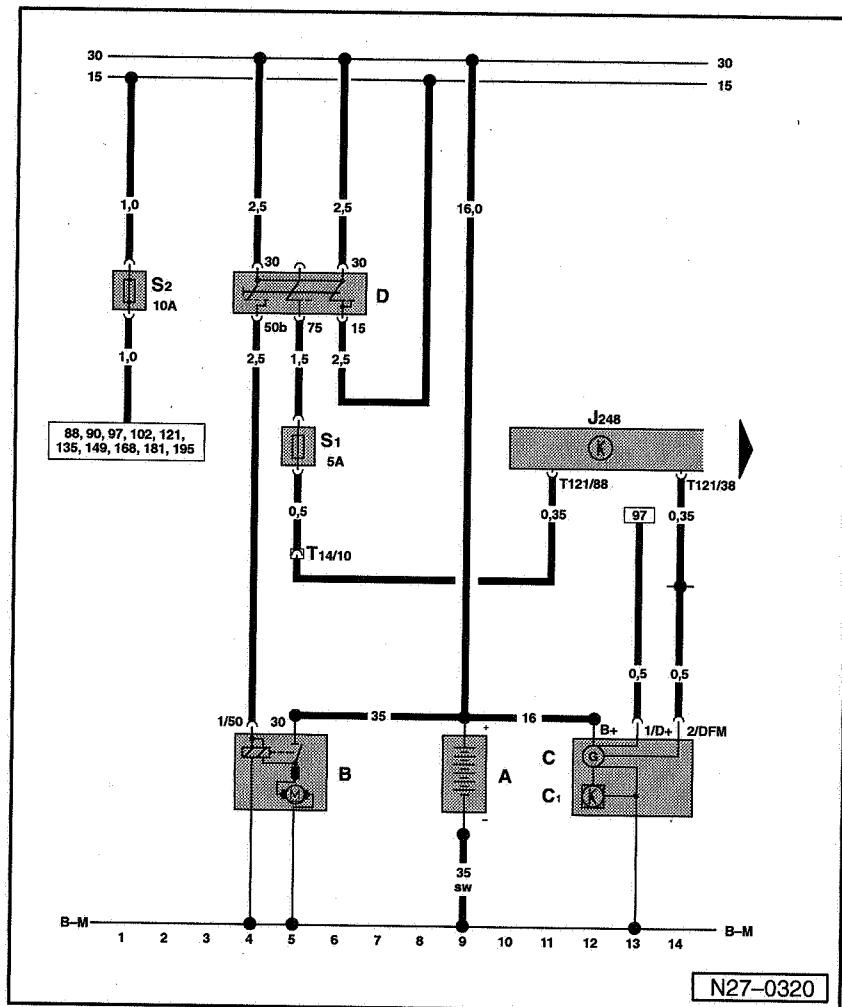 30 30
15 15
1,0 2,5 2,5 16,0
S2
10A
30 30
D
50b 75 15
1,0 2,5 1,5 2,5
88, 90, 97, 102, 121,
135, 149, 168, 181, 195
S1
5A
J248
K
T121/88 T121/38
0,5 0,35 97 0,35
T14/10
0,5 0,5
1/50 30 35 + 16 B+ 1/D+ 2/DFM
B A C G
M C1 K
−
35
sw
B–M B–M
1 2 3 4 5 6 7 8 9 10 11 12 13 14
N27–0320